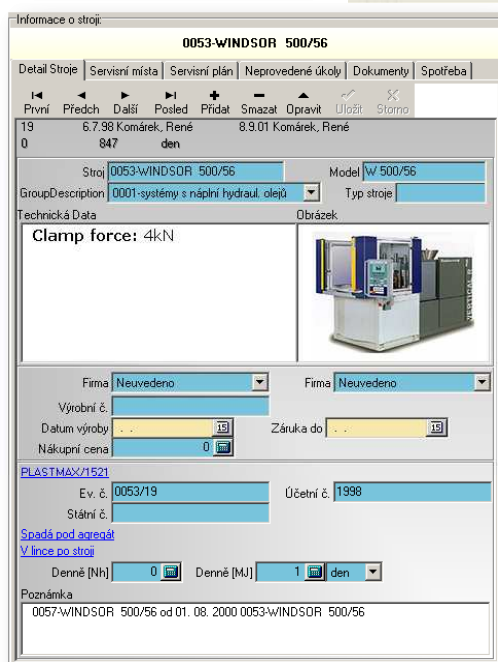 Informace o stroji:
0053-WINDSOR 500/56
Detail Stroje Servisní místa Servisní plán Neprovedené úkoly Dokumenty Spotřeba
První Předch Další Posled Přidat Smazat Opravit Uložit Storno
19 6.7.98 Komárek, René 8.9.01 Komárek, René
0 847 den
Stroj 0053-WINDSOR 500/56 Model W 500/56
GroupDescription 0001-systémy s náplní hydraul. olejů Typ stroje
Technická Data Obrázek
Clamp force: 4kN
Firma Neuvedeno Firma Neuvedeno
Výrobní č.
Datum výroby . . 15 Záruka do . . 15
Nákupní cena 0
PLASTMAX/1521
Ev. č. 0053/19 Účetní č. 1998
Státní č.
Spadá pod agregát
V lince po stroji
Denně [Nh] 0 Denně [MJ] 1 den
Poznámka
0057-WINDSOR 500/56 od 01. 08. 2000 0053-WINDSOR 500/56